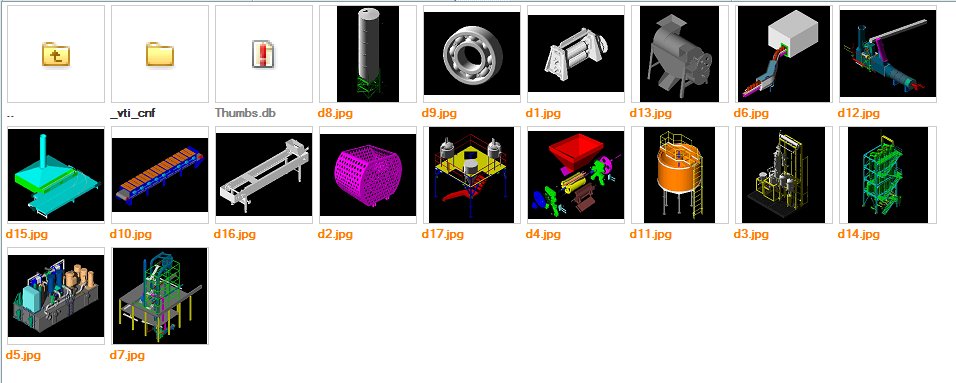 .. _vti_cnf Thumbs.db d8.jpg d9.jpg d1.jpg d13.jpg d6.jpg d12.jpg
d15.jpg d10.jpg d16.jpg d2.jpg d17.jpg d4.jpg d11.jpg d3.jpg d14.jpg
d5.jpg d7.jpg